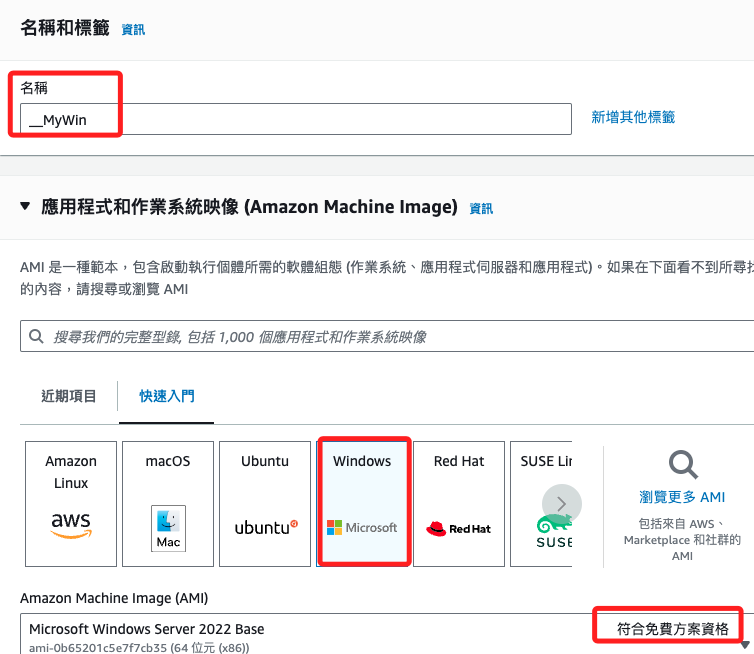 名稱和標籤 資訊
名稱
__MyWin
新增其他標籤
應用程式和作業系統映像 (Amazon Machine Image) 資訊
AMI 是一種範本，包含啟動執行個體所需的軟體組態 (作業系統、應用程式伺服器和應用程式)。如果在下面看不到所尋找
的內容，請搜尋或瀏覽 AMI
搜尋我們的完整型錄, 包括 1,000 個應用程式和作業系統映像
近期項目
快速入門
Amazon
Linux
aws
macOS
Mac
Ubuntu
ubuntu
Windows
Microsoft
Red Hat
Red Hat
SUSE Lin
SUSE
瀏覽更多 AMI
包括來自 AWS、
Marketplace 和社群的
AMI
Amazon Machine Image (AMI)
Microsoft Windows Server 2022 Base
符合免費方案資格
ami-0b65201c5e7f7cb35 (64 位元 (x86))